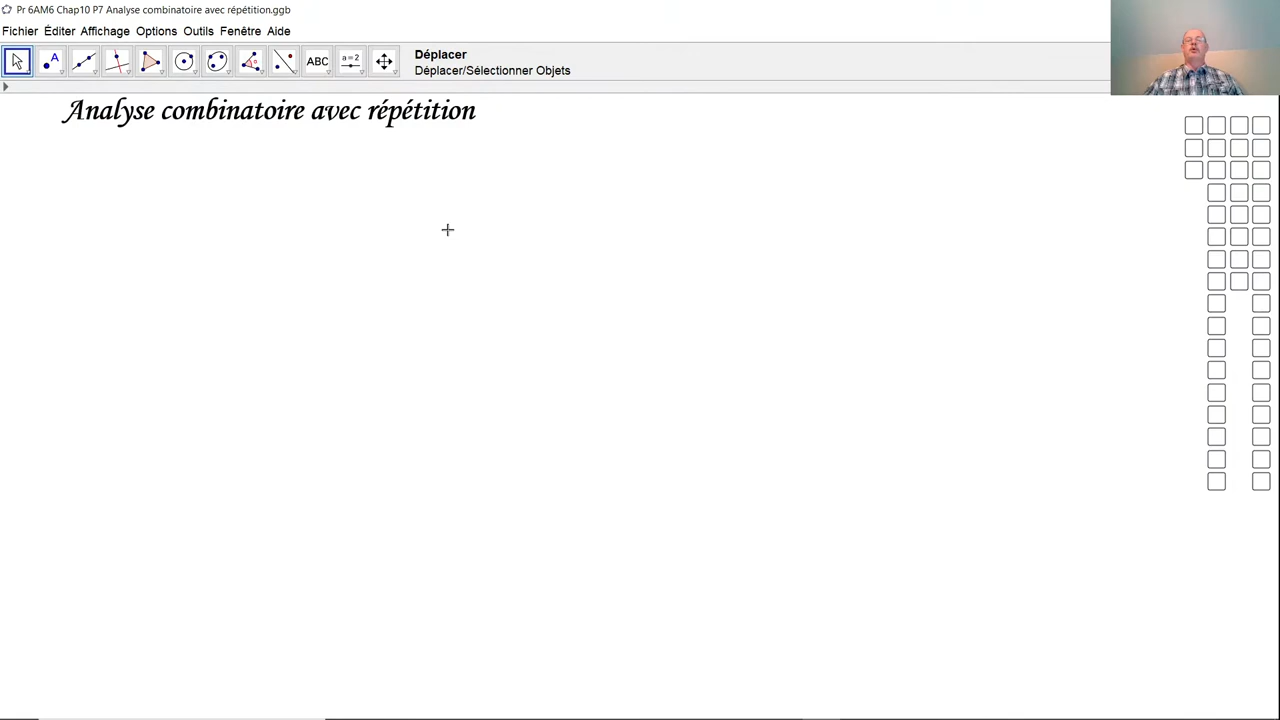 Pr 6AM6 Chap10 P7 Analyse combinatoire avec répétition.ggb
Fichier Éditer Affichage Options Outils Fenêtre Aide
A
ABC
a=2
Déplacer
Déplacer/Sélectionner Objets
Analyse combinatoire avec répétition